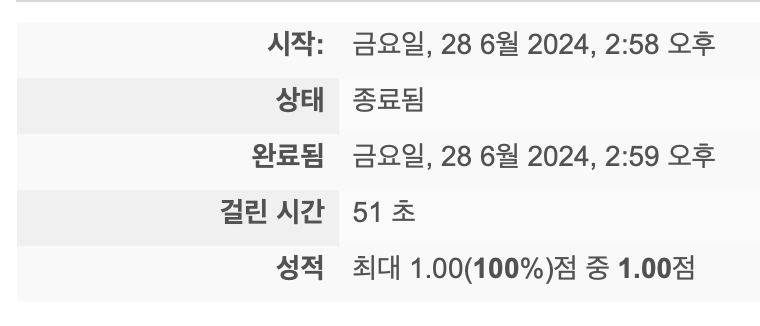 시작: 금요일, 28 6월 2024, 2:58 오후
상태 종료됨
완료됨 금요일, 28 6월 2024, 2:59 오후
걸린 시간 51 초
성적 최대 1.00(100%)점 중 1.00점